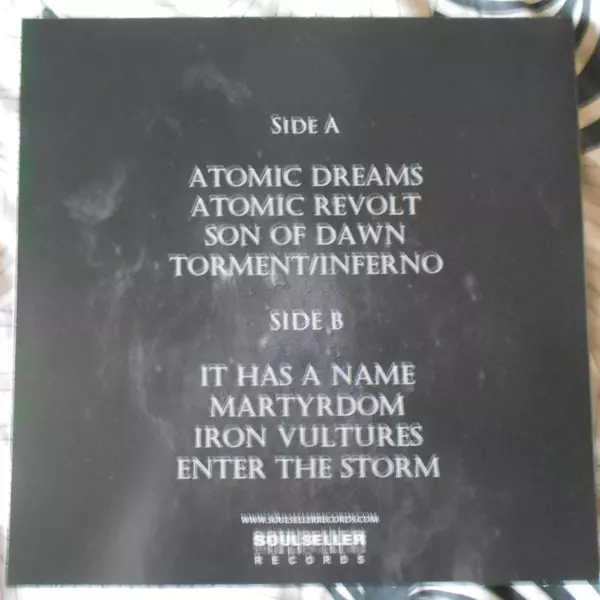 SIDE A
ATOMIC DREAMS
ATOMIC REVOLT
SON OF DAWN
TORMENT/INFERNO
SIDE B
IT HAS A NAME
MARTYRDOM
IRON VULTURES
ENTER THE STORM
WWW.SOULSELLERRECORDS.COM
SOULSELLER
RECORDS